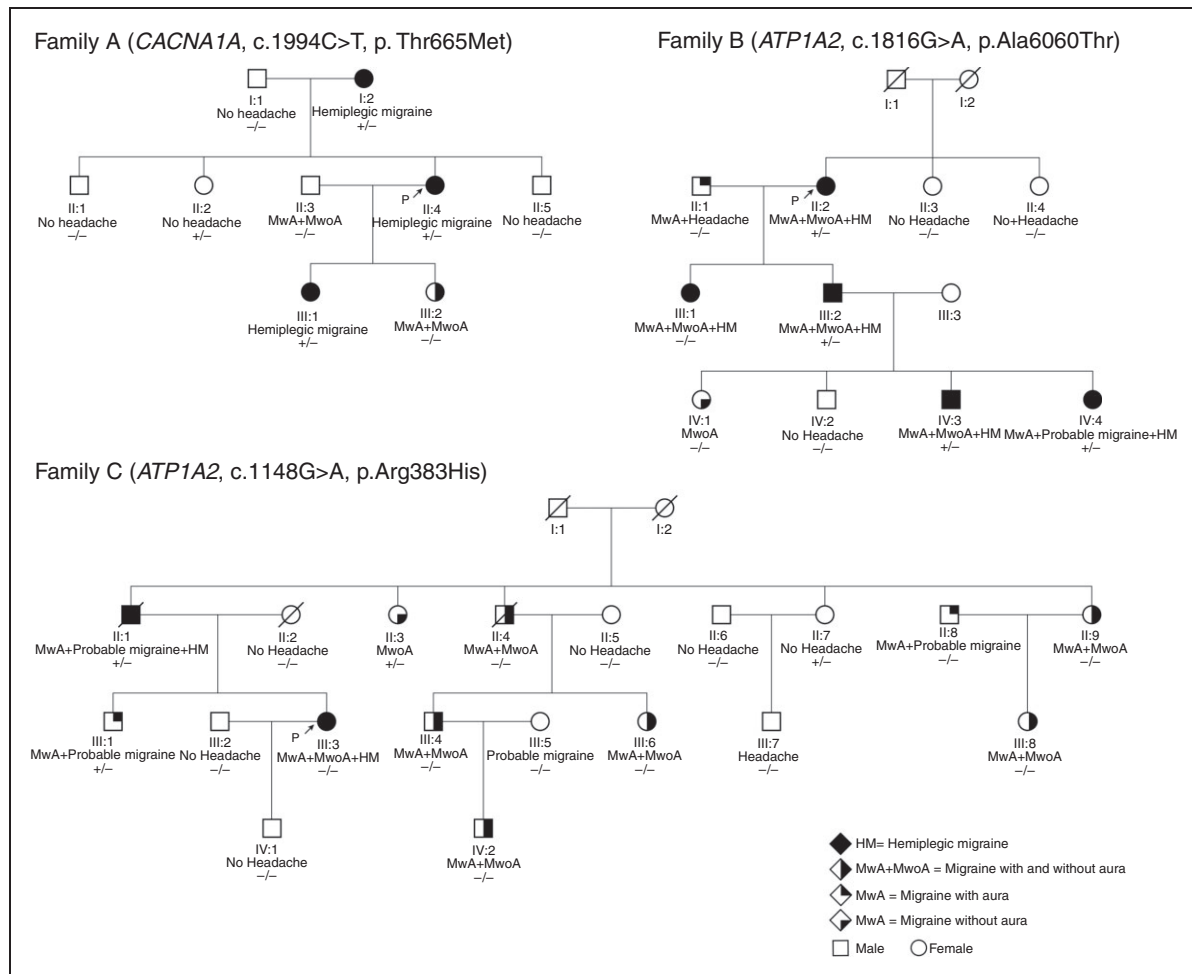 Family A (CACNA1A, c.1994C>T, p. Thr665Met)
I:1
No headache
–/–
I:2
Hemiplegic migraine
+/–
II:1
No headache
–/–
II:2
No headache
+/–
II:3
MwA+MwoA
–/–
P
II:4
Hemiplegic migraine
+/–
II:5
No headache
–/–
III:1
Hemiplegic migraine
+/–
III:2
MwA+MwoA
–/–
Family B (ATP1A2, c.1816G>A, p.Ala6060Thr)
I:1
I:2
II:1
MwA+Headache
–/–
P
II:2
MwA+MwoA+HM
+/–
II:3
No Headache
–/–
II:4
No+Headache
–/–
III:1
MwA+MwoA+HM
–/–
III:2
MwA+MwoA+HM
+/–
III:3
IV:1
MwoA
–/–
IV:2
No Headache
–/–
IV:3
MwA+MwoA+HM
+/–
IV:4
MwA+Probable migraine+HM
+/–
Family C (ATP1A2, c.1148G>A, p.Arg383His)
I:1
I:2
II:1
MwA+Probable migraine+HM
+/–
II:2
No Headache
–/–
II:3
MwoA
+/–
II:4
MwA+MwoA
–/–
II:5
No Headache
–/–
II:6
No Headache
–/–
II:7
No Headache
+/–
II:8
MwA+Probable migraine
–/–
II:9
MwA+MwoA
–/–
III:1
MwA+Probable migraine
+/–
III:2
No Headache
–/–
P
III:3
MwA+MwoA+HM
–/–
III:4
MwA+MwoA
–/–
III:5
Probable migraine
–/–
III:6
MwA+MwoA
–/–
III:7
Headache
–/–
III:8
MwA+MwoA
–/–
IV:1
No Headache
–/–
IV:2
MwA+MwoA
–/–
HM= Hemiplegic migraine
MwA+MwoA = Migraine with and without aura
MwA = Migraine with aura
MwA = Migraine without aura
Male Female